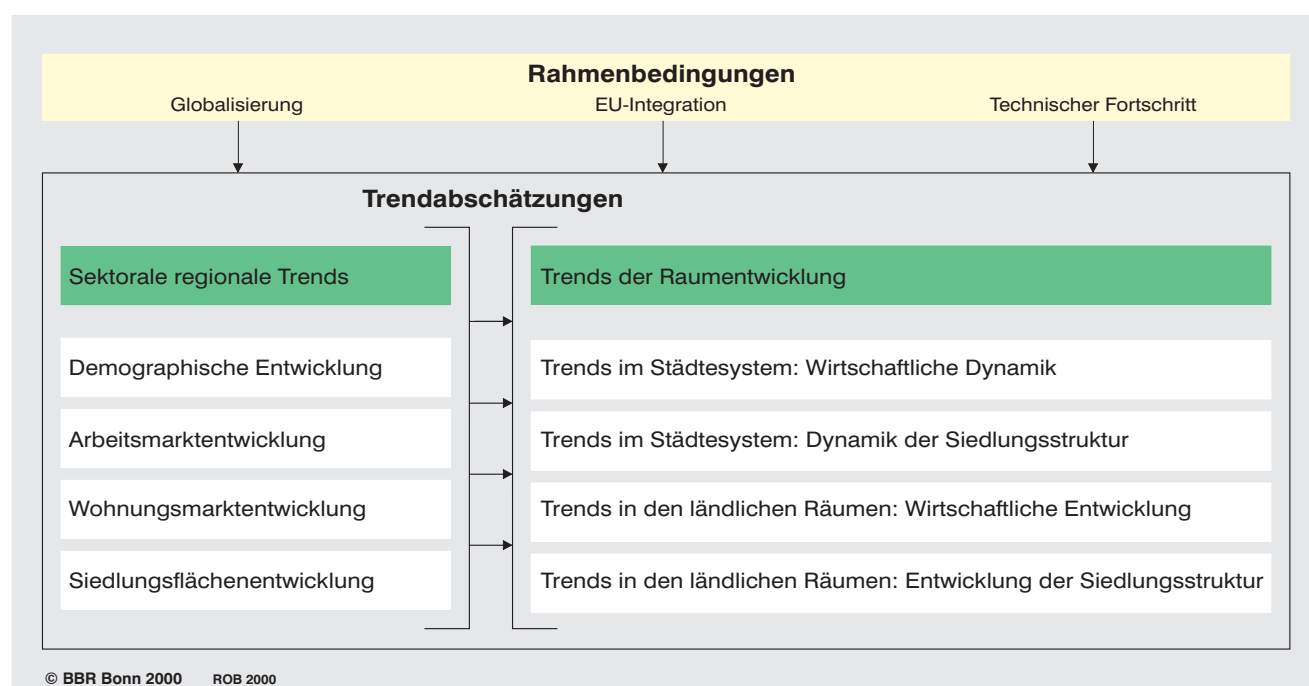 Rahmenbedingungen
Globalisierung EU-Integration Technischer Fortschritt
Trendabschätzungen
Sektorale regionale Trends
Demographische Entwicklung
Arbeitsmarktentwicklung
Wohnungsmarktentwicklung
Siedlungsflächenentwicklung
Trends der Raumentwicklung
Trends im Städtesystem: Wirtschaftliche Dynamik
Trends im Städtesystem: Dynamik der Siedlungsstruktur
Trends in den ländlichen Räumen: Wirtschaftliche Entwicklung
Trends in den ländlichen Räumen: Entwicklung der Siedlungsstruktur
© BBR Bonn 2000 ROB 2000